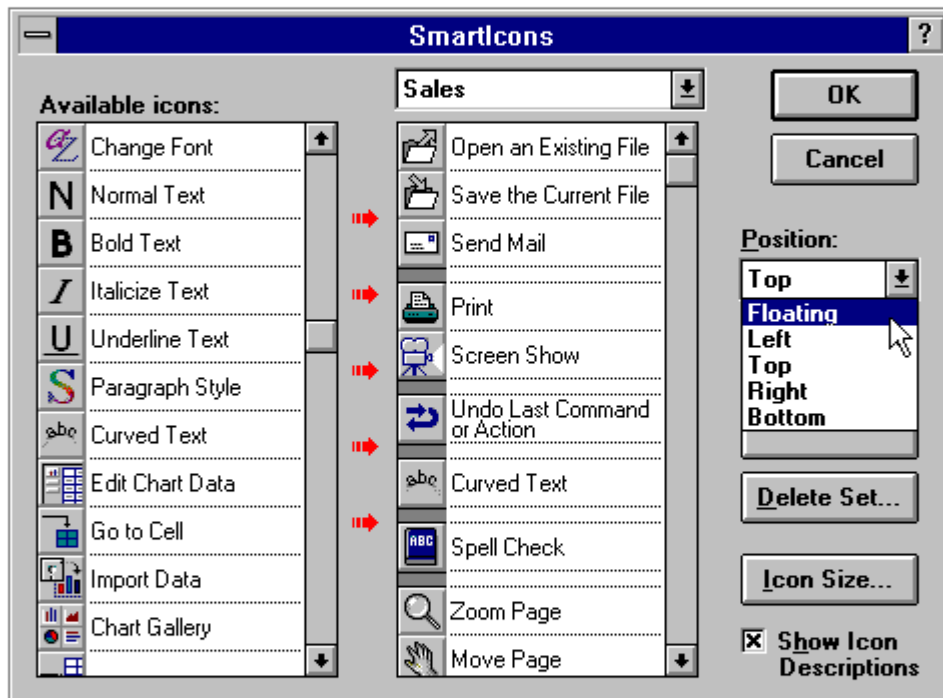 SmartIcons
?
Available icons:
Change Font
N Normal Text
B Bold Text
I Italicize Text
U Underline Text
S Paragraph Style
abc Curved Text
Edit Chart Data
Go to Cell
Import Data
Chart Gallery
Sales
Open an Existing File
Save the Current File
Send Mail
Print
Screen Show
Undo Last Command
or Action
abc Curved Text
ABC Spell Check
Zoom Page
Move Page
OK
Cancel
Position:
Top
Floating
Left
Top
Right
Bottom
Delete Set...
Icon Size...
Show Icon
Descriptions